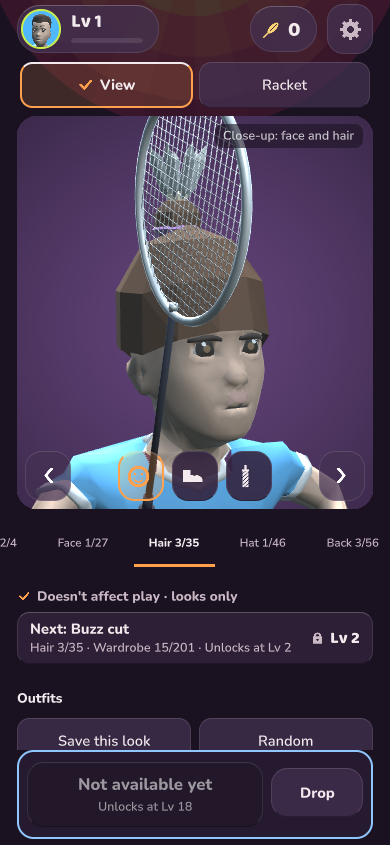 Lv 1
0
View
Racket
Close-up: face and hair
2/4
Face 1/27
Hair 3/35
Hat 1/46
Back 3/56
Doesn't affect play · looks only
Next: Buzz cut
Hair 3/35 · Wardrobe 15/201 · Unlocks at Lv 2
Lv 2
Outfits
Save this look
Random
Not available yet
Unlocks at Lv 18
Drop